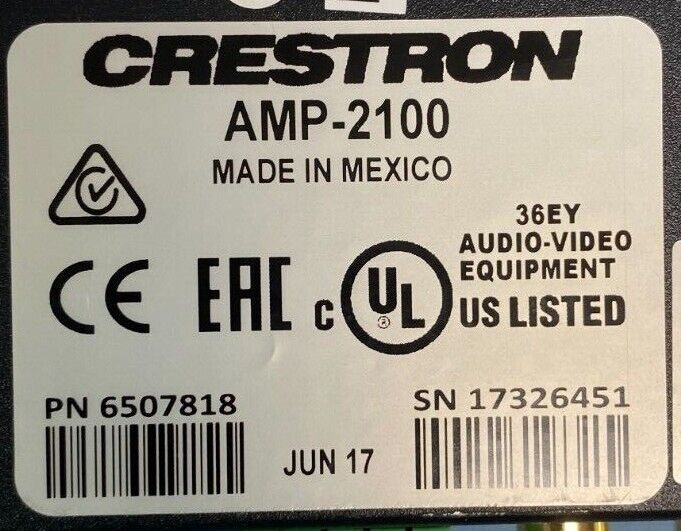 CRESTRON
AMP-2100
MADE IN MEXICO
36EY
AUDIO-VIDEO
EQUIPMENT
CE EAC C UL ® US LISTED
PN 6507818
SN 17326451
JUN 17